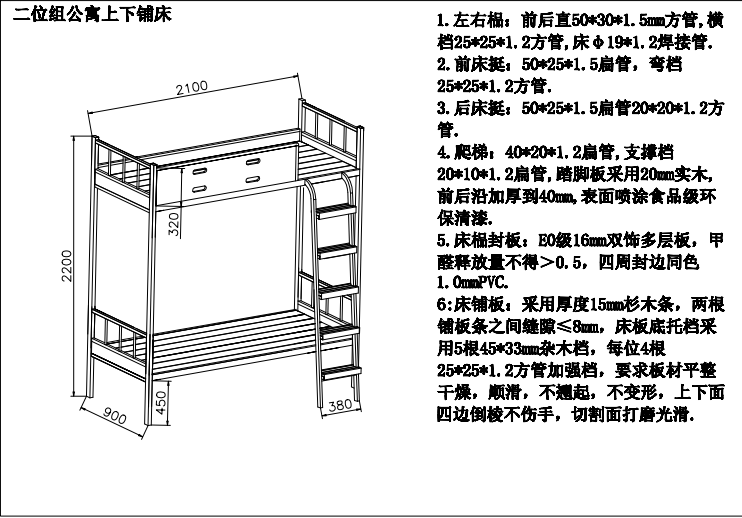 二位组公寓上下铺床
1.左右榀：前后直50*30*1.5mm方管,横
档25*25*1.2方管,床φ19*1.2焊接管.
2.前床挺：50*25*1.5扁管，弯档
25*25*1.2方管.
3.后床挺：50*25*1.5扁管20*20*1.2方
管.
4.爬梯：40*20*1.2扁管,支撑档
20*10*1.2扁管,踏脚板采用20mm实木,
前后沿加厚到40mm,表面喷涂食品级环
保清漆.
5.床榀封板：E0级16mm双饰多层板，甲
醛释放量不得＞0.5，四周封边同色
1.0mmPVC.
6:床铺板：采用厚度15mm杉木条，两根
铺板条之间缝隙≤8mm，床板底托档采
用5根45*33mm杂木档，每位4根
25*25*1.2方管加强档，要求板材平整
干燥，顺滑，不翘起，不变形，上下面
四边倒棱不伤手，切割面打磨光滑.
2100
320
2200
900
450
380